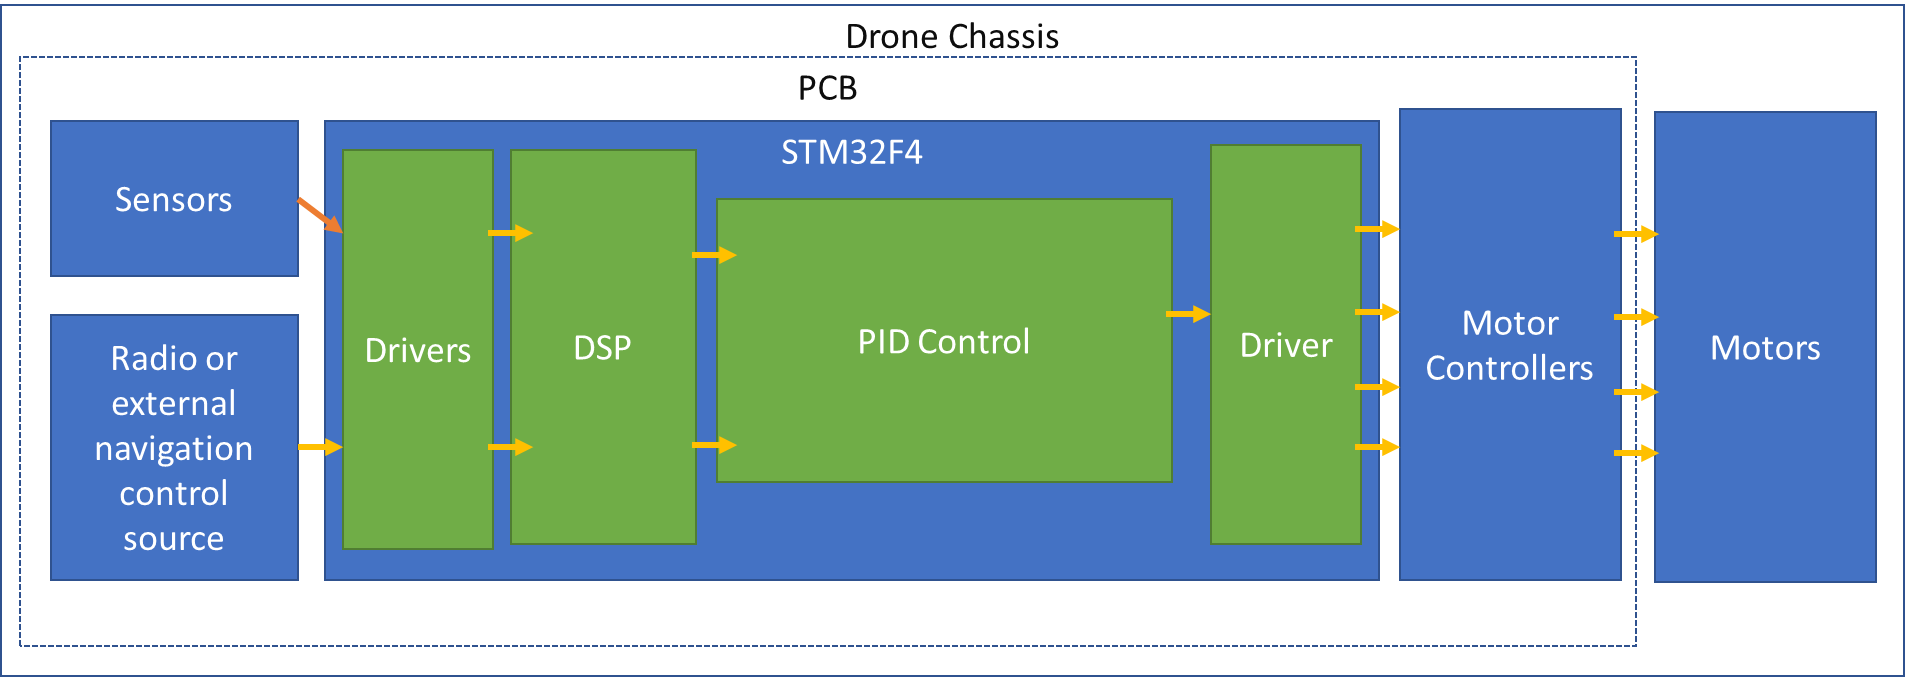 Drone Chassis
PCB
STM32F4
Sensors
Radio or
external
navigation
control
source
Drivers
DSP
PID Control
Driver
Motor
Controllers
Motors